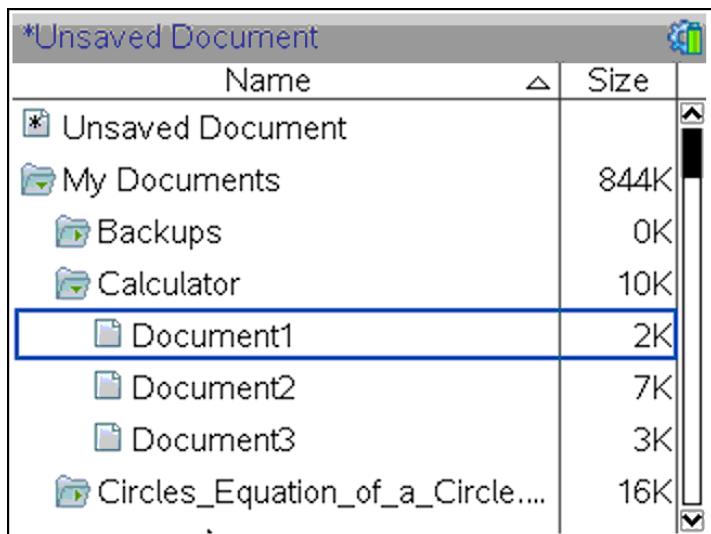 *Unsaved Document
Name Size
Unsaved Document
My Documents 844K
Backups 0K
Calculator 10K
Document1 2K
Document2 7K
Document3 3K
Circles_Equation_of_a_Circle.... 16K